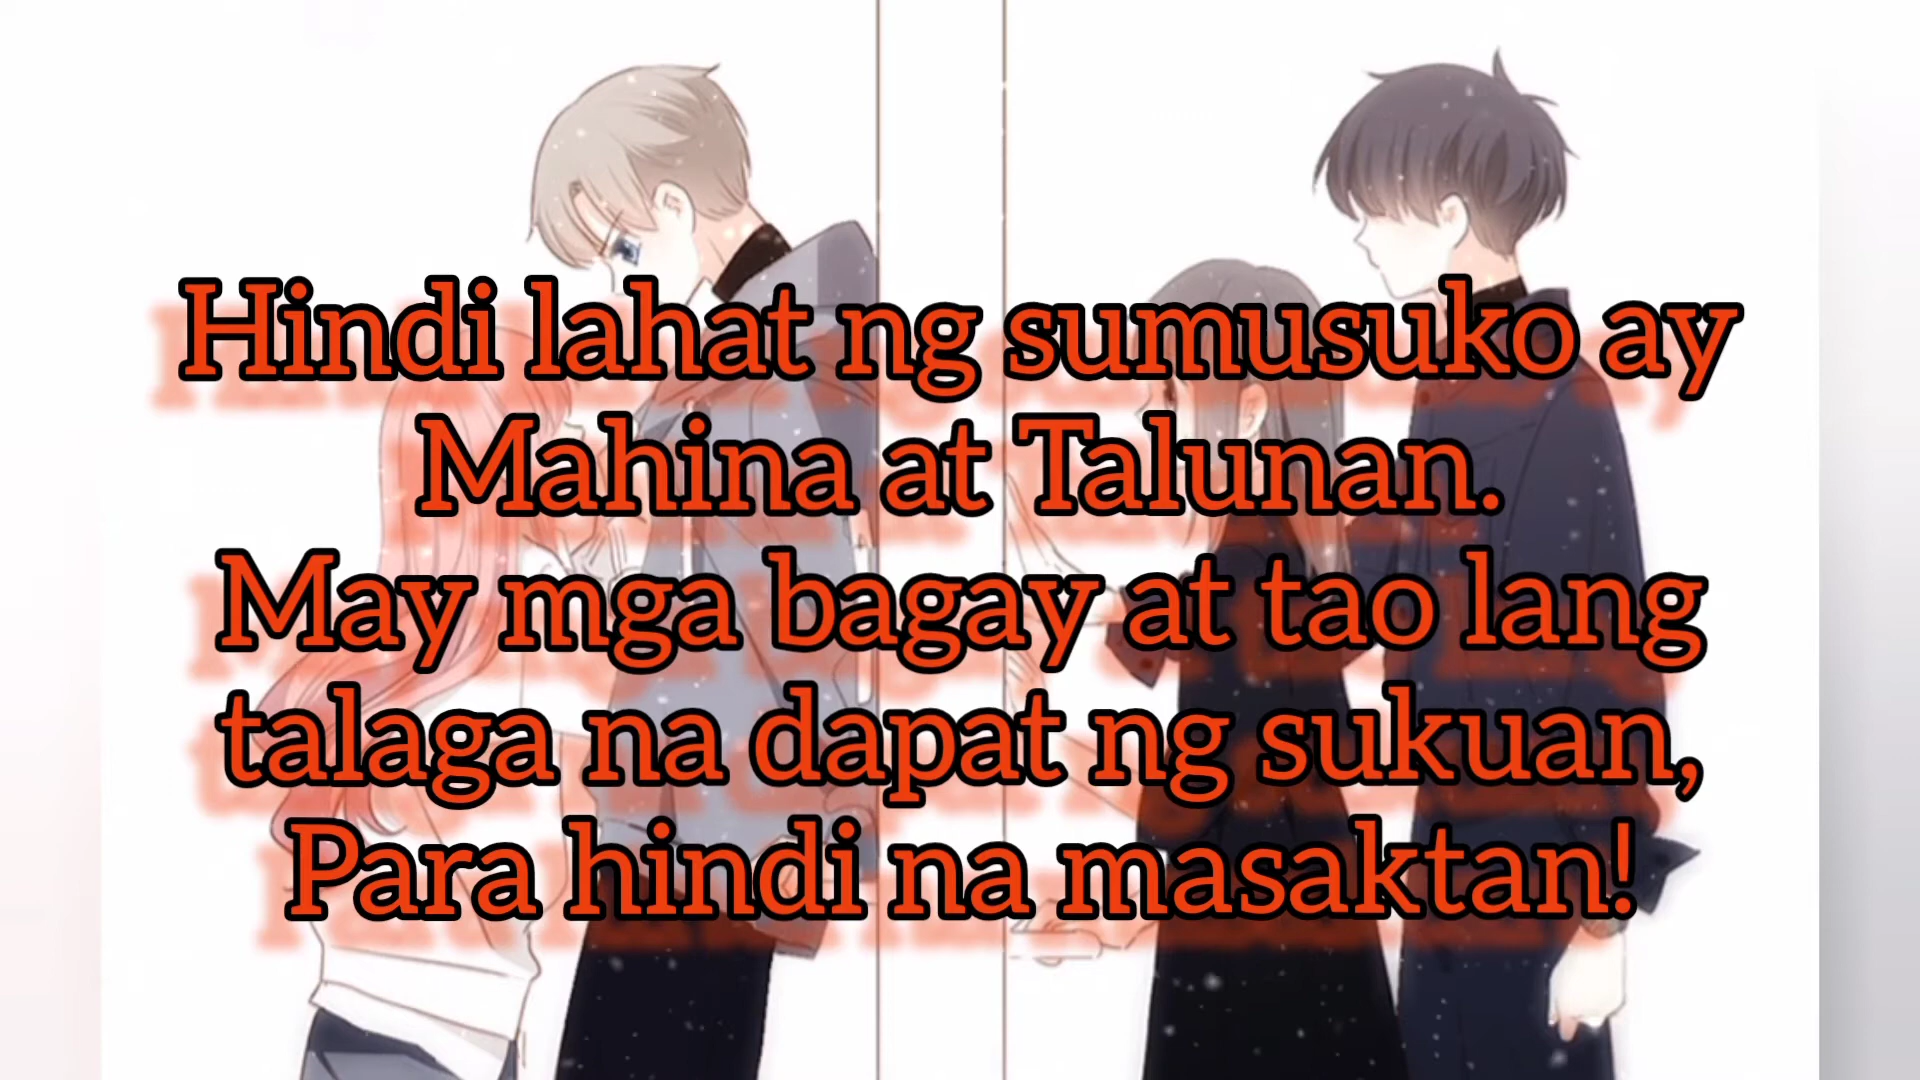 Hindi lahat ng sumusuko ay
Mahina at Talunan.
May mga bagay at tao lang
talaga na dapat ng sukuan,
Para hindi na masaktan!